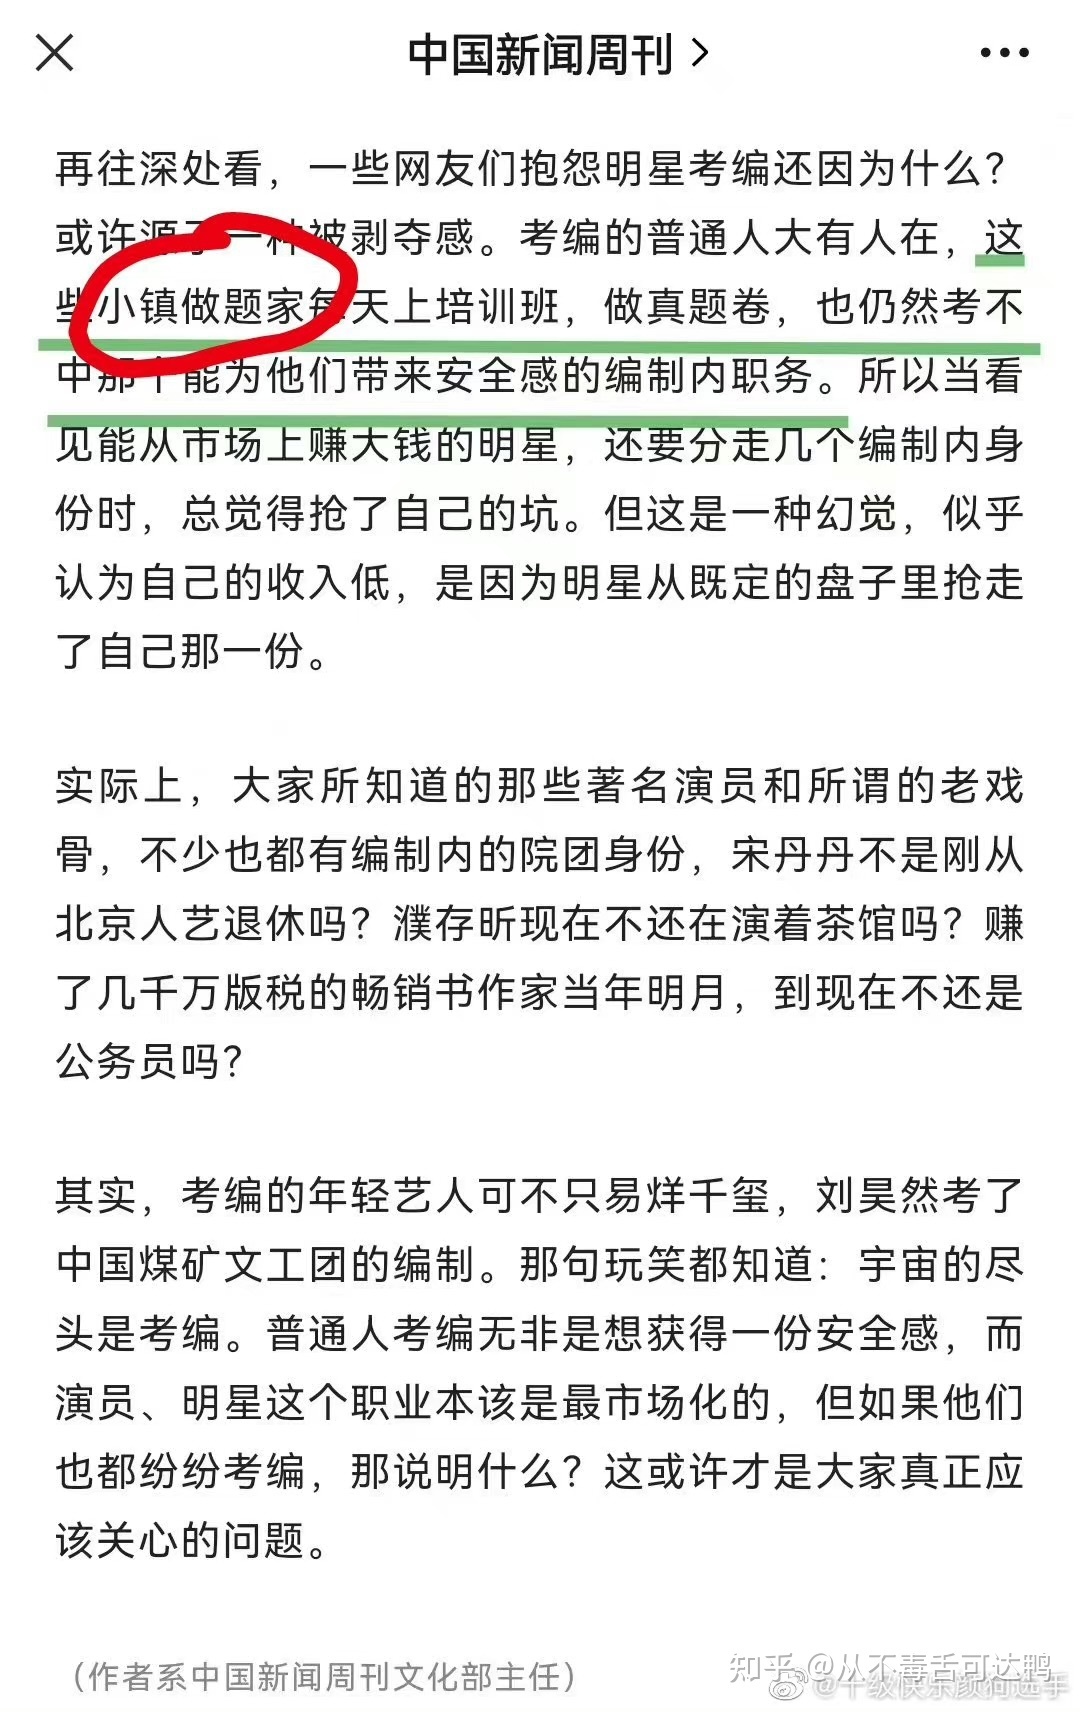 中国新闻周刊
再往深处看，一些网友们抱怨明星考编还因为什么？
或许源于一种被剥夺感。考编的普通人大有人在，这
些小镇做题家每天上培训班，做真题卷，也仍然考不
中那个能为他们带来安全感的编制内职务。所以当看
见能从市场上赚大钱的明星，还要分走几个编制内身
份时，总觉得抢了自己的坑。但这是一种幻觉，似乎
认为自己的收入低，是因为明星从既定的盘子里抢走
了自己那一份。
实际上，大家所知道的那些著名演员和所谓的老戏
骨，不少也都有编制内的院团身份，宋丹丹不是刚从
北京人艺退休吗？濮存昕现在不还在演着茶馆吗？赚
了几千万版税的畅销书作家当年明月，到现在不还是
公务员吗？
其实，考编的年轻艺人可不只易烊千玺，刘昊然考了
中国煤矿文工团的编制。那句玩笑都知道：宇宙的尽
头是考编。普通人考编无非是想获得一份安全感，而
演员、明星这个职业本该是最市场化的，但如果他们
也都纷纷考编，那说明什么？这或许才是大家真正应
该关心的问题。
（作者系中国新闻周刊文化部主任）
知乎 @从不毒舌可达鸭
@十级快乐颜狗选手